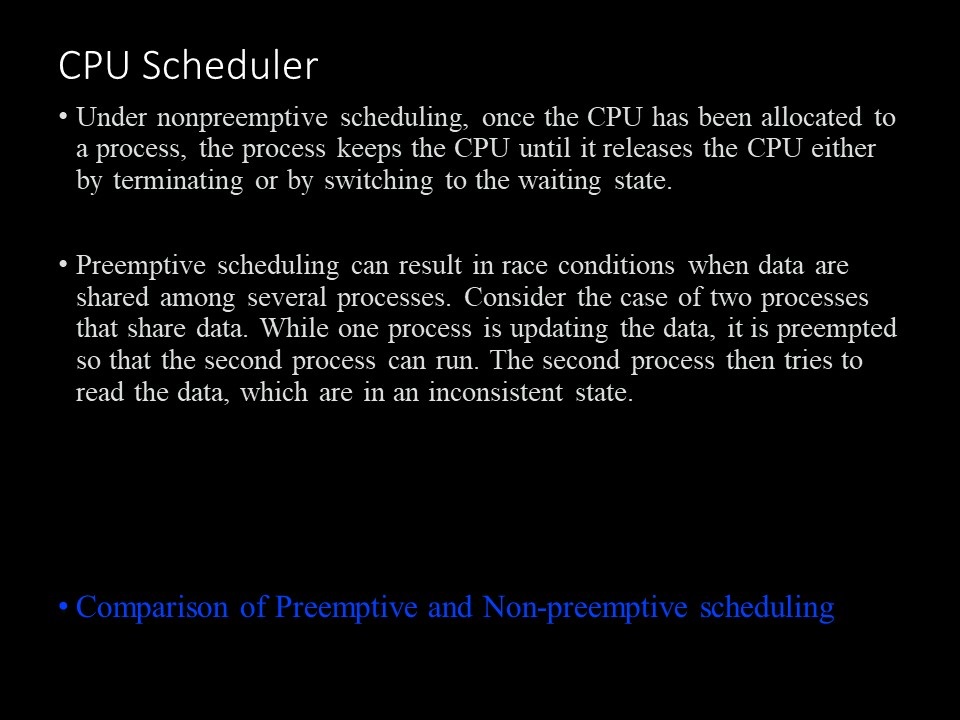 CPU Scheduler
• Under nonpreemptive scheduling, once the CPU has been allocated to
a process, the process keeps the CPU until it releases the CPU either
by terminating or by switching to the waiting state.
• Preemptive scheduling can result in race conditions when data are
shared among several processes. Consider the case of two processes
that share data. While one process is updating the data, it is preempted
so that the second process can run. The second process then tries to
read the data, which are in an inconsistent state.
• Comparison of Preemptive and Non-preemptive scheduling